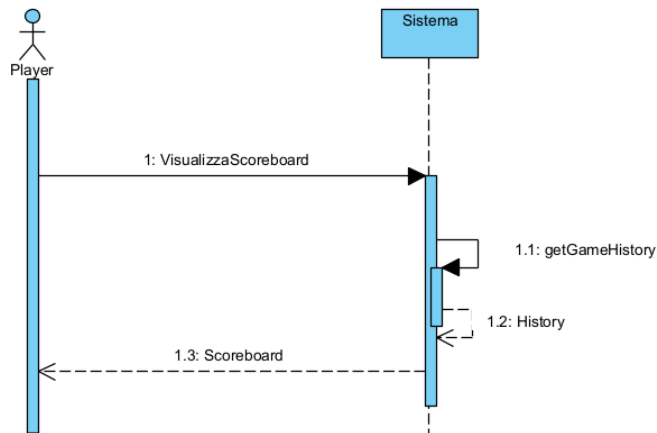 Sistema
Player
1: VisualizzaScoreboard
1.1: getGameHistory
1.2: History
1.3: Scoreboard